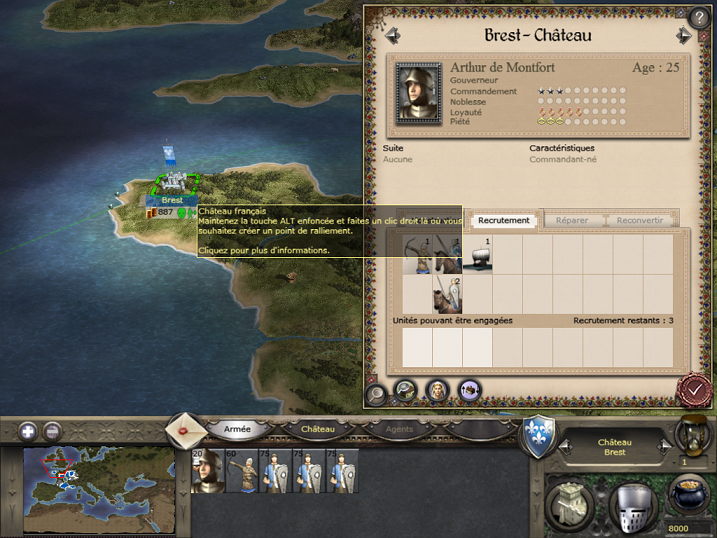 ?
Brest - Château
Arthur de Montfort
Age : 25
Gouverneur
Commandement
Noblesse
Loyauté
Piété
Suite
Caractéristiques
Aucune
Commandant-né
Brest
887
Château français
Maintenez la touche ALT enfoncée et faites un clic droit là où vous
souhaitez créer un point de ralliement.
Cliquez pour plus d'informations.
Recrutement
Réparer
Reconvertir
1
1
1
2
Unités pouvant être engagées
Recrutement restants : 3
Armée
Château
Agents
20
60
75
75
75
75
Château
Brest
1
8000